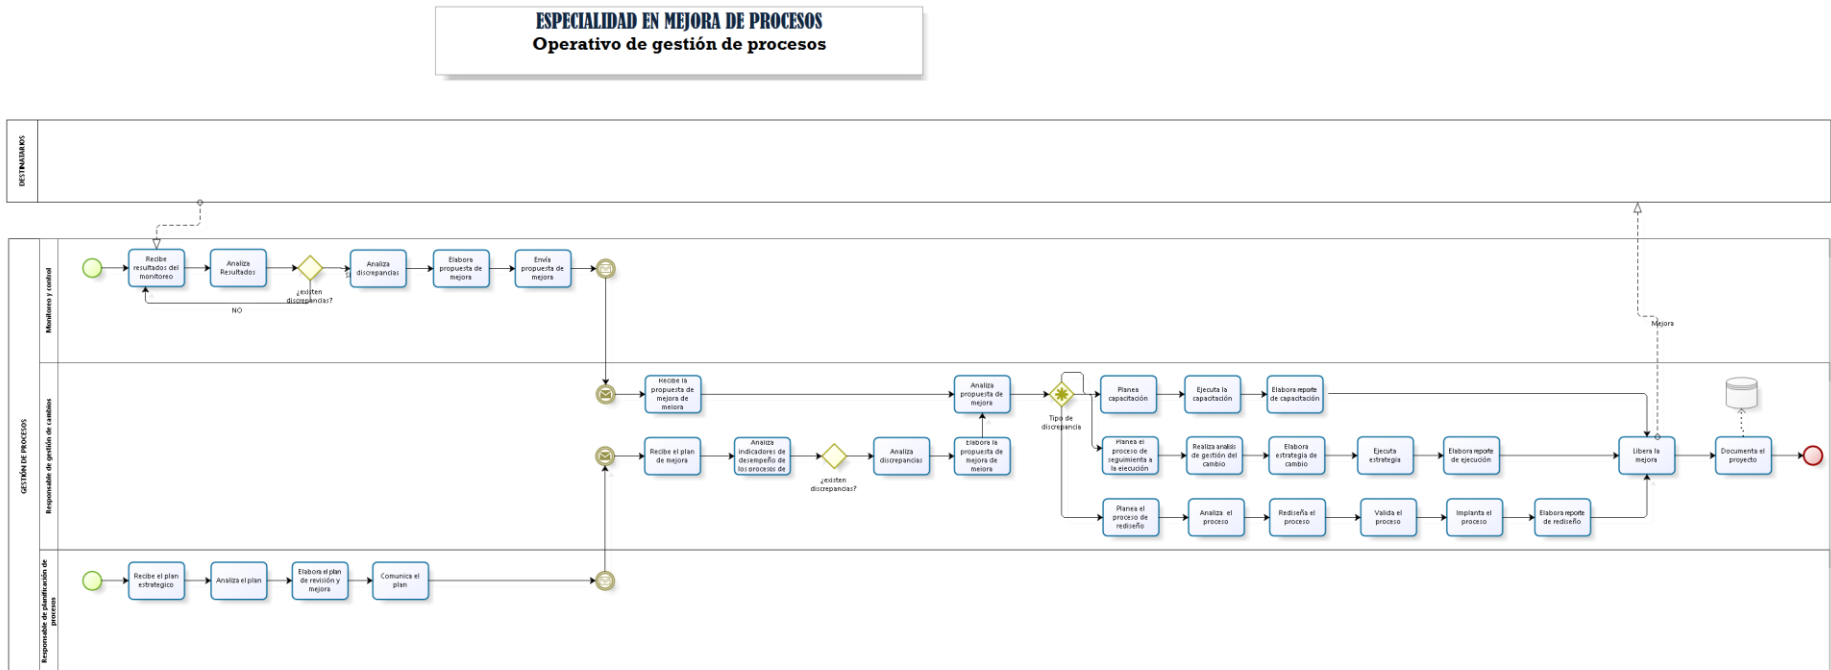 ESPECIALIDAD EN MEJORA DE PROCESOS
Operativo de gestión de procesos
DESTINATARIOS
GESTIÓN DE PROCESOS
Monitoreo y control
Recibe
resultados del
monitoreo
Analiza
Resultados
¿existen
discrepancias?
NO
Analiza
discrepancias
Elabora
propuesta de
mejora
Envía
propuesta de
mejora
Mejora
Responsable de gestión de cambios
Recibe la
propuesta de
mejora de
mejora
Analiza
propuesta de
mejora
Tipo de
discrepancia
Planea
capacitación
Ejecuta la
capacitación
Elabora reporte
de capacitación
Recibe el plan
de mejora
Analiza
indicadores de
desempeño de
los procesos de
¿existen
discrepancias?
Analiza
discrepancias
Elabora la
propuesta de
mejora de
mejora
Planea el
proceso de
seguimiento a
la ejecución
Realiza analisis
de gestión del
cambio
Elabora
estrategia de
cambio
Ejecuta
estrategia
Elabora reporte
de ejecución
Libera la
mejora
Documenta el
proyecto
Planea el
proceso de
rediseño
Analiza el
proceso
Rediseña el
proceso
Valida el
proceso
Implanta el
proceso
Elabora reporte
de rediseño
Responsable de planificación de
procesos
Recibe el plan
estrategico
Analiza el plan
Elabora el plan
de revisión y
mejora
Comunica el
plan